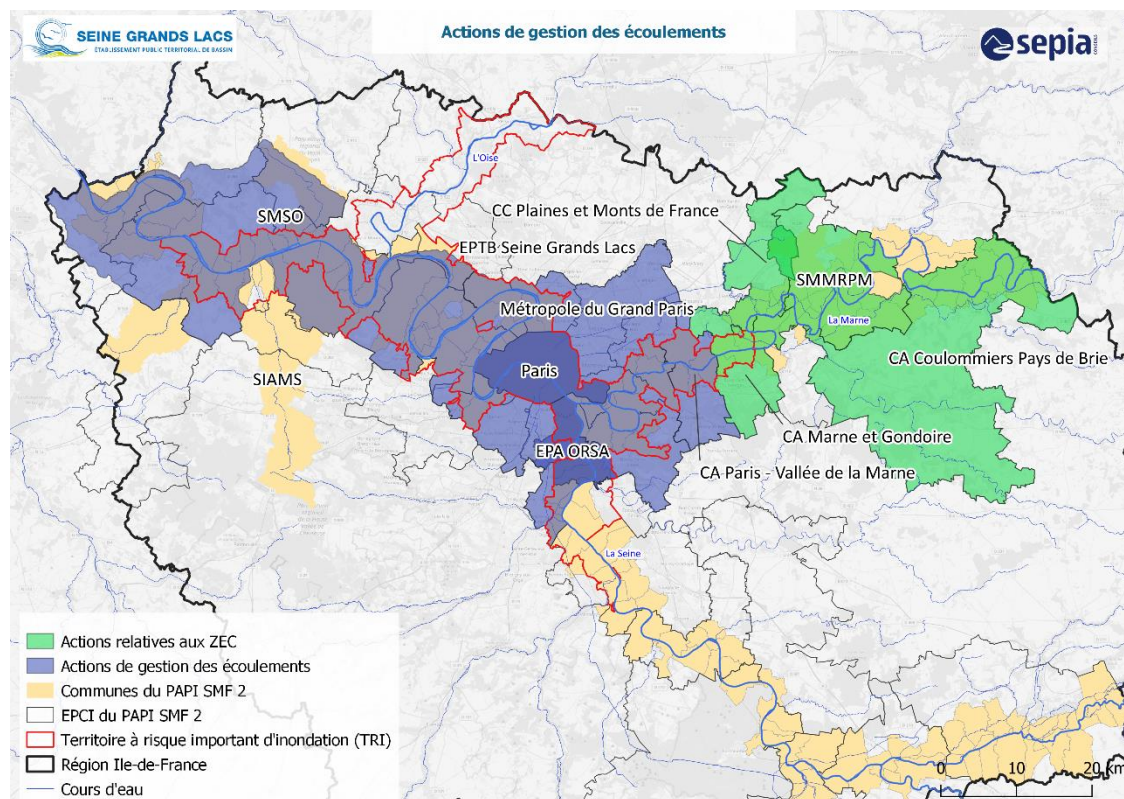 SEINE GRANDS LACS
ÉTABLISSEMENT PUBLIC TERRITORIAL DE BASSIN
Actions de gestion des écoulements
sepia
conseils
L'Oise
CC Plaines et Monts de France
SMSO
EPTB Seine Grands Lacs
SMMRPM
Métropole du Grand Paris
La Marne
CA Coulommiers Pays de Brie
Paris
SIAMS
CA Marne et Gondoire
EPA ORSA
CA Paris - Vallée de la Marne
La Seine
Actions relatives aux ZEC
Actions de gestion des écoulements
Communes du PAPI SMF 2
EPCI du PAPI SMF 2
Territoire à risque important d'inondation (TRI)
Région Ile-de-France
Cours d'eau
0 10 20 km